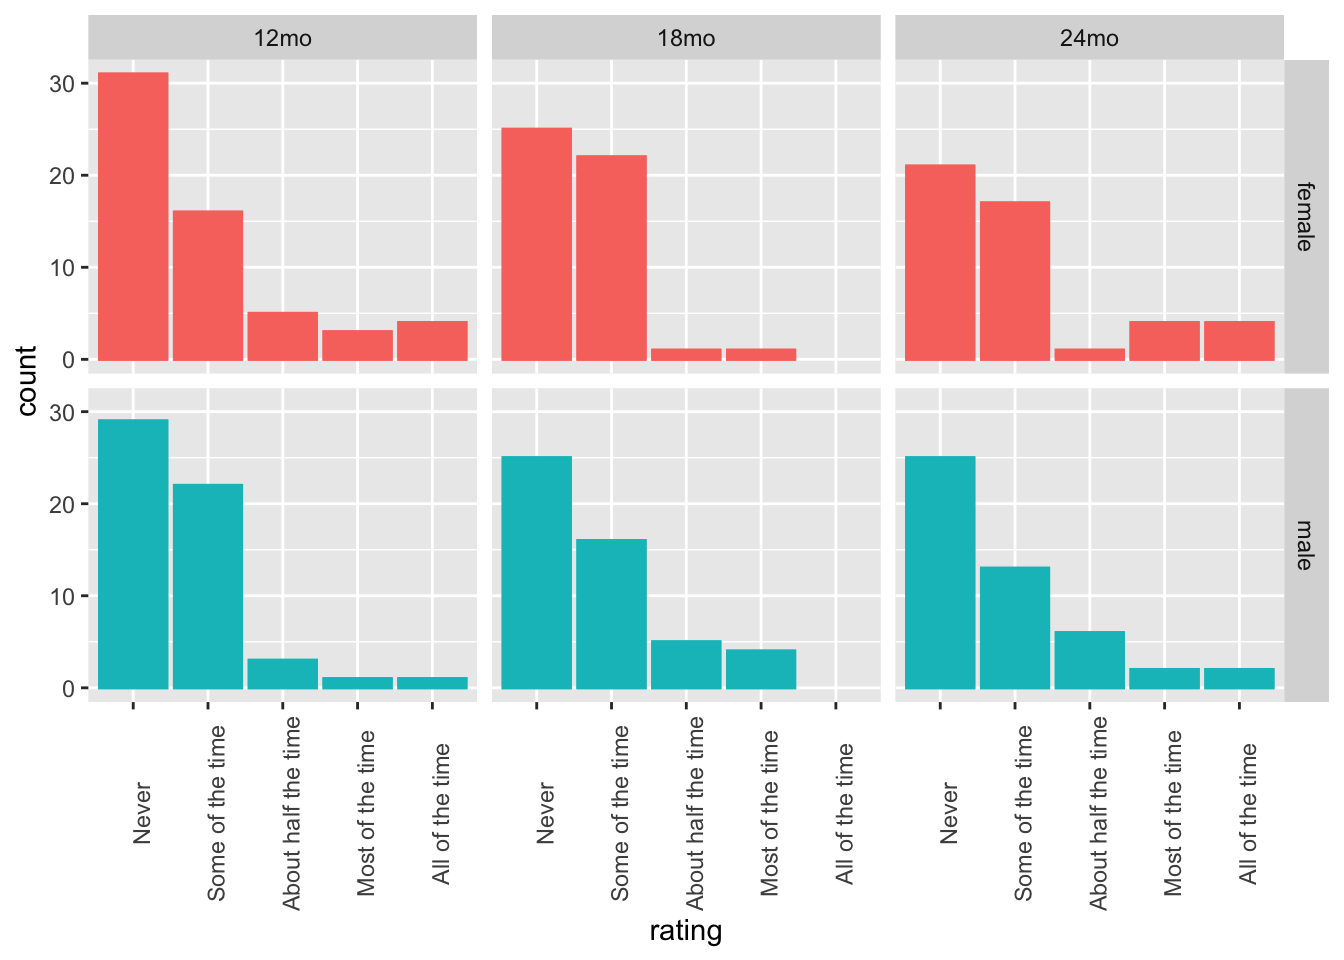 12mo 18mo 24mo
30
20
10
0
female
count
30
20
10
0
male
Never Some of the time About half the time Most of the time All of the time Never Some of the time About half the time Most of the time All of the time Never Some of the time About half the time Most of the time All of the time
rating